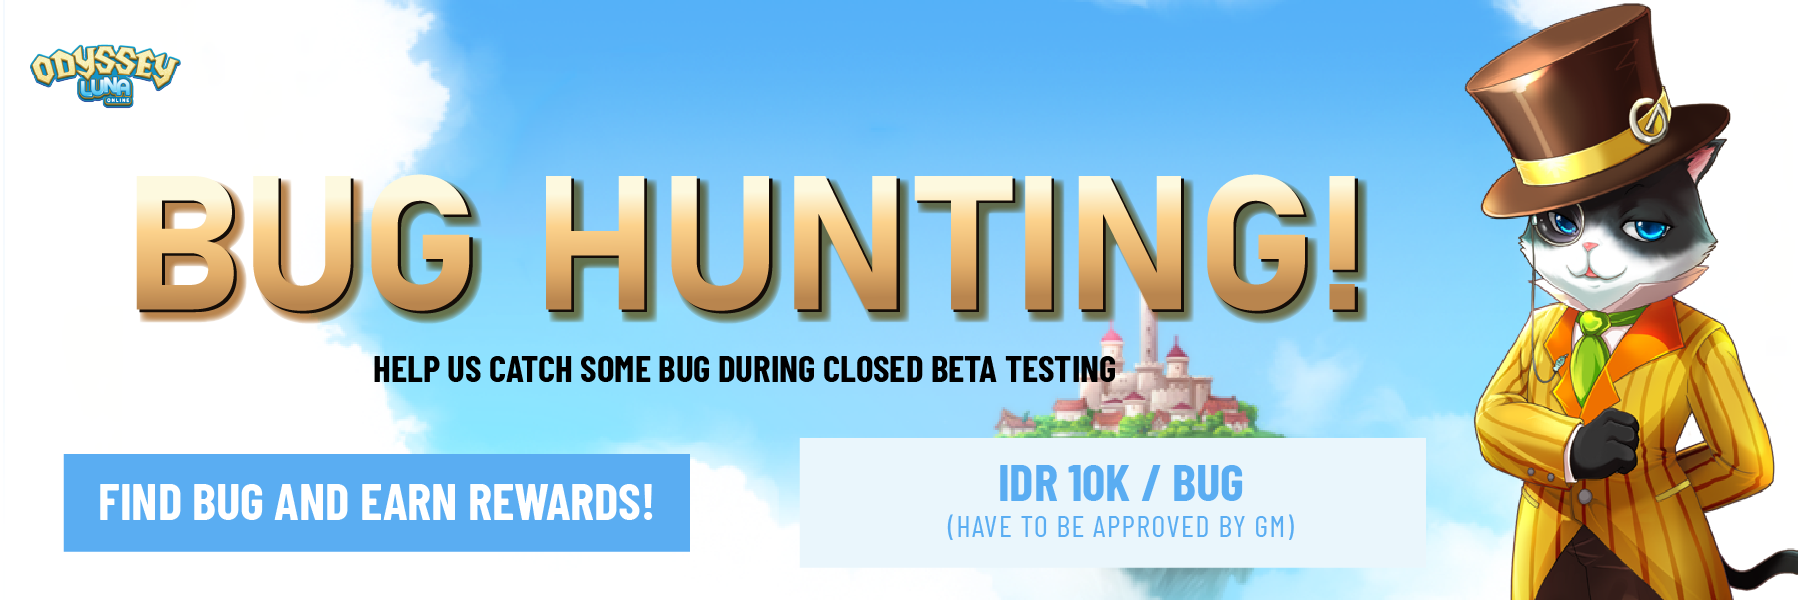 ODYSSEY
LUNA
ONLINE
BUG HUNTING!
HELP US CATCH SOME BUG DURING CLOSED BETA TESTING
FIND BUG AND EARN REWARDS!
IDR 10K / BUG
(HAVE TO BE APPROVED BY GM)